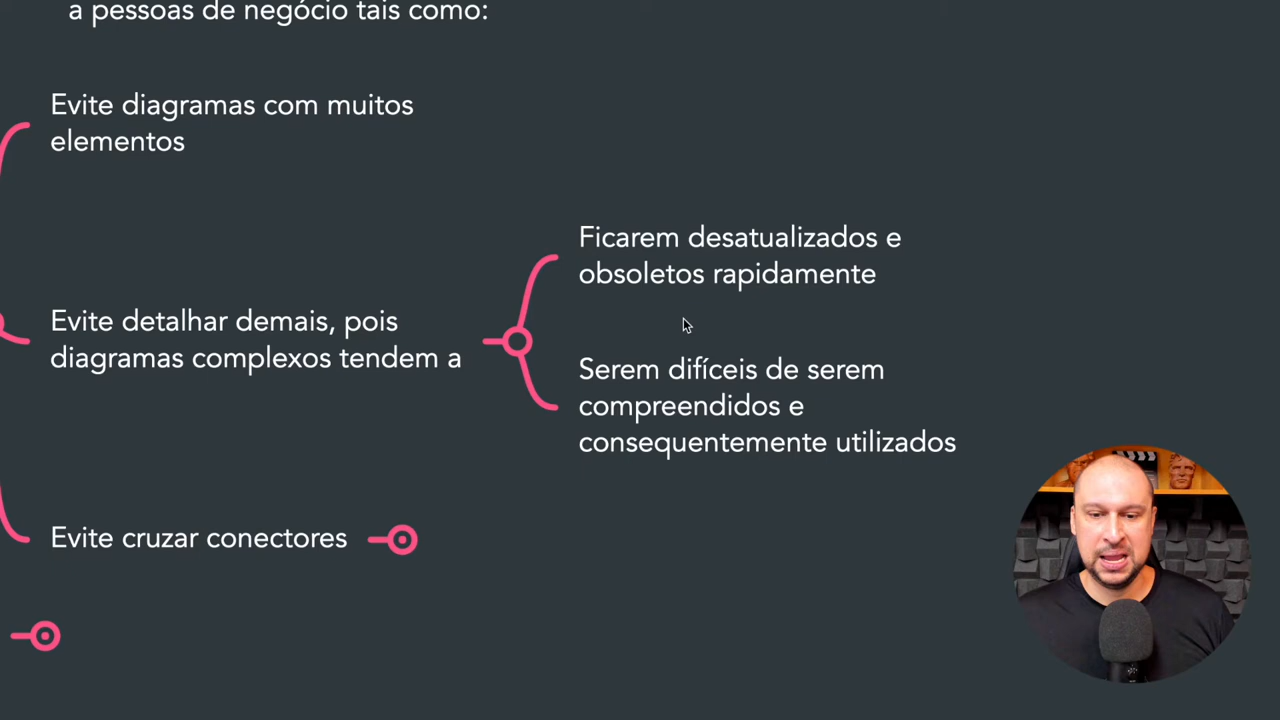 a pessoas de negócio tais como:
Evite diagramas com muitos
elementos
Evite detalhar demais, pois
diagramas complexos tendem a
Ficarem desatualizados e
obsoletos rapidamente
Serem difíceis de serem
compreendidos e
consequentemente utilizados
Evite cruzar conectores